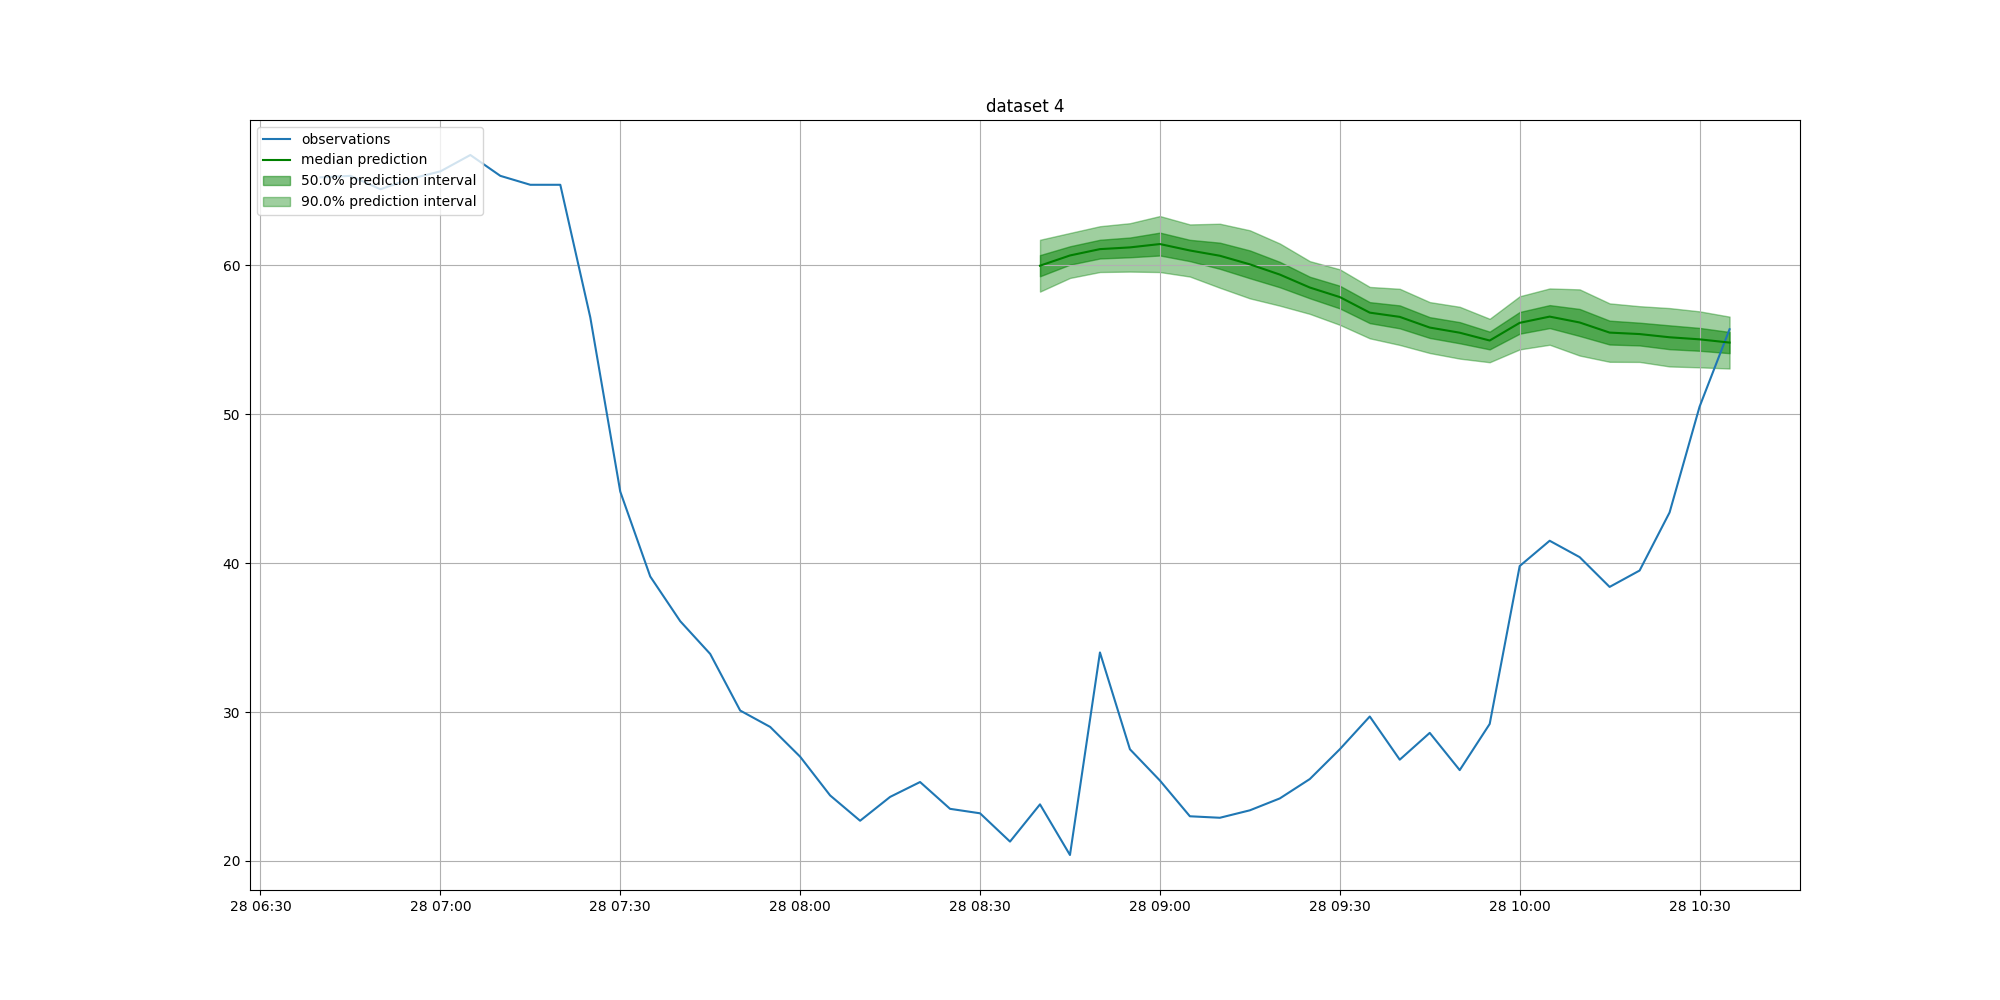 dataset 4
observations
median prediction
50.0% prediction interval
90.0% prediction interval
60
50
40
30
20
28 06:30 28 07:00 28 07:30 28 08:00 28 08:30 28 09:00 28 09:30 28 10:00 28 10:30